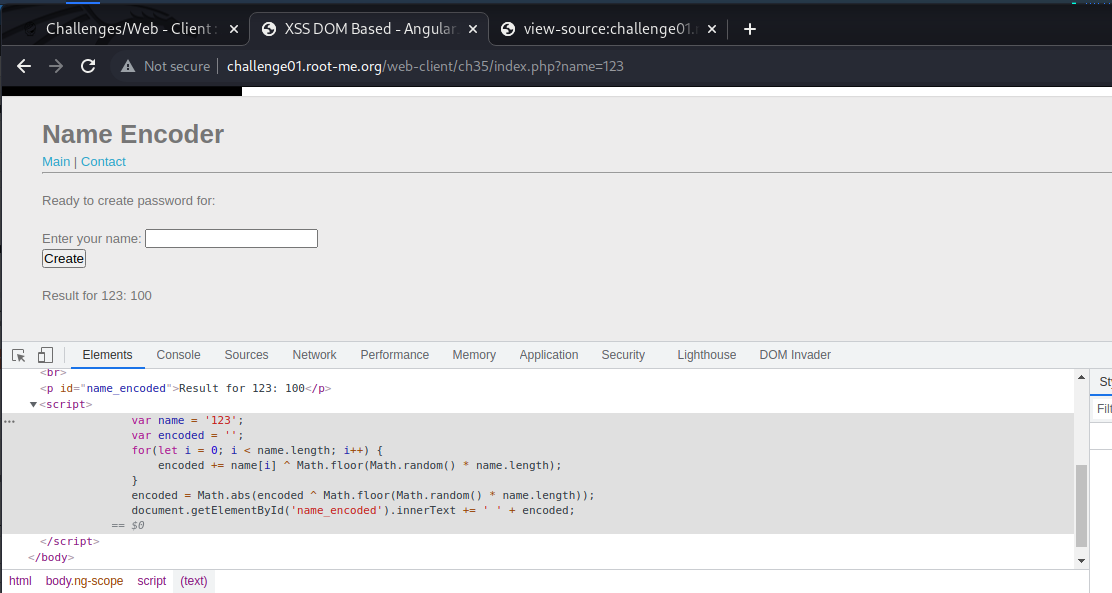 Challenges/Web - Client :
XSS DOM Based - Angular
view-source:challenge01.
Not secure | challenge01.root-me.org/web-client/ch35/index.php?name=123
Name Encoder
Main | Contact
Ready to create password for:
Enter your name:
Create
Result for 123: 100
Elements Console Sources Network Performance Memory Application Security Lighthouse DOM Invader
<br>
<p id="name_encoded">Result for 123: 100</p>
Sty
▼<script>
Filt
... var name = '123';
var encoded = '';
for(let i = 0; i < name.length; i++) {
encoded += name[i] ^ Math.floor(Math.random() * name.length);
}
encoded = Math.abs(encoded ^ Math.floor(Math.random() * name.length));
document.getElementById('name_encoded').innerText += ' ' + encoded;
== $0
</script>
</body>
html body.ng-scope script (text)